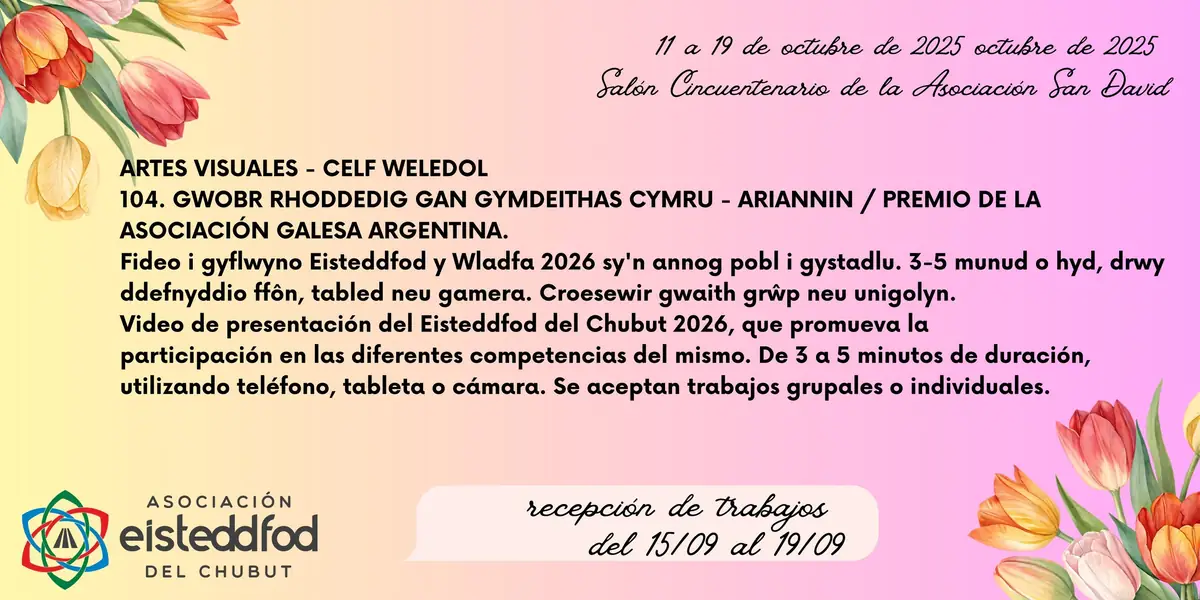 11 a 19 de octubre de 2025 octubre de 2025
Salón Cincuentenario de la Asociación San David
ARTES VISUALES - CELF WELEDOL
104. GWOBR RHODDEDIG GAN GYMDEITHAS CYMRU - ARIANNIN / PREMIO DE LA
ASOCIACIÓN GALESA ARGENTINA.
Fideo i gyflwyno Eisteddfod y Wladfa 2026 sy'n annog pobl i gystadlu. 3-5 munud o hyd, drwy
ddefnyddio ffôn, tabled neu gamera. Croesewir gwaith grŵp neu unigolyn.
Video de presentación del Eisteddfod del Chubut 2026, que promueva la
participación en las diferentes competencias del mismo. De 3 a 5 minutos de duración,
utilizando teléfono, tableta o cámara. Se aceptan trabajos grupales o individuales.
ASOCIACIÓN
eisteddfod
DEL CHUBUT
recepción de trabajos
del 15/09 al 19/09